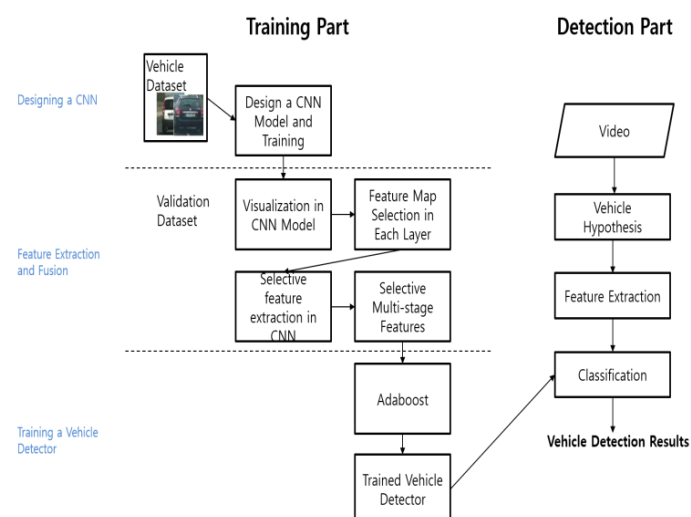 Training Part
Detection Part
Designing a CNN
Vehicle
Dataset
Design a CNN
Model and
Training
Video
Validation
Dataset
Visualization in
CNN Model
Feature Map
Selection in
Each Layer
Vehicle
Hypothesis
Feature Extraction
and Fusion
Selective
feature
extraction in
CNN
Selective
Multi-stage
Features
Feature Extraction
Classification
Adaboost
Training a Vehicle
Detector
Trained Vehicle
Detector
Vehicle Detection Results